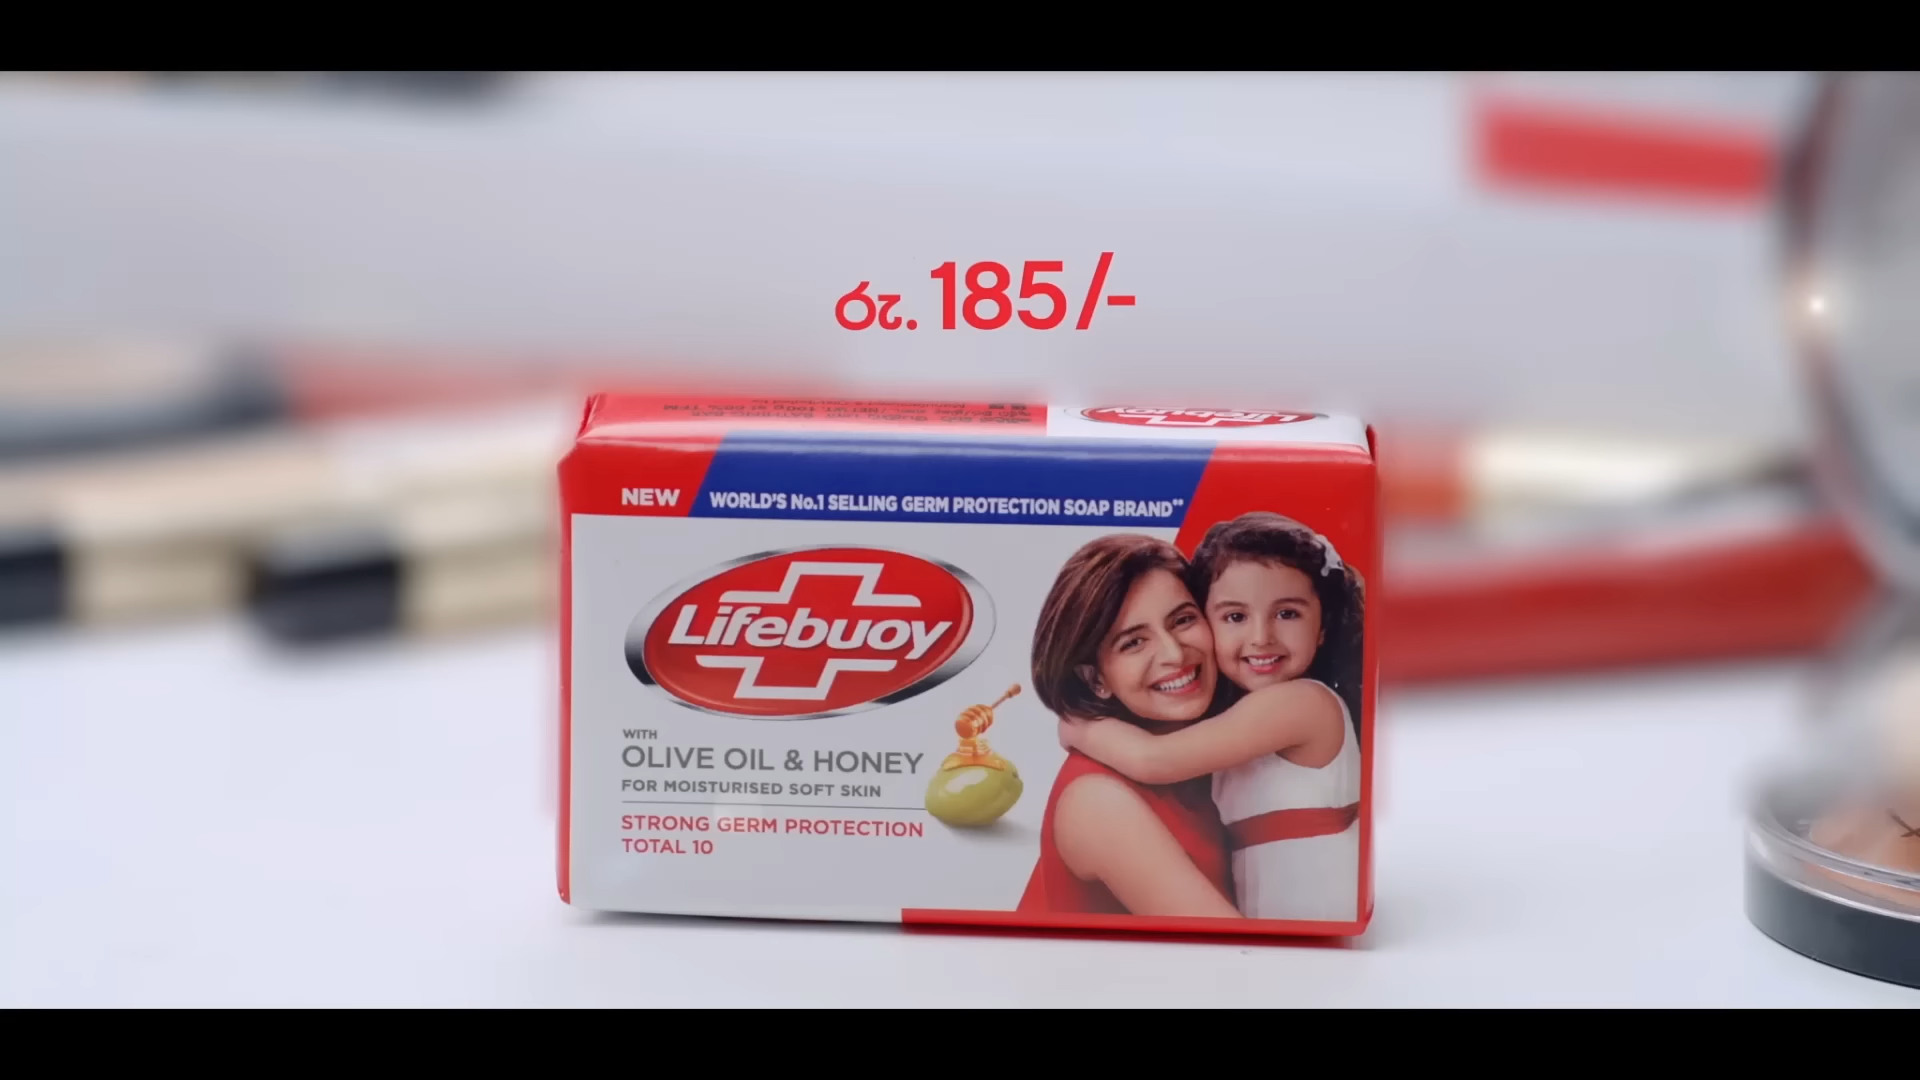 රු. 185/-
Lifebuoy
NEW
WORLD'S No.1 SELLING GERM PROTECTION SOAP BRAND**
Lifebuoy
WITH
OLIVE OIL & HONEY
FOR MOISTURISED SOFT SKIN
STRONG GERM PROTECTION
TOTAL 10